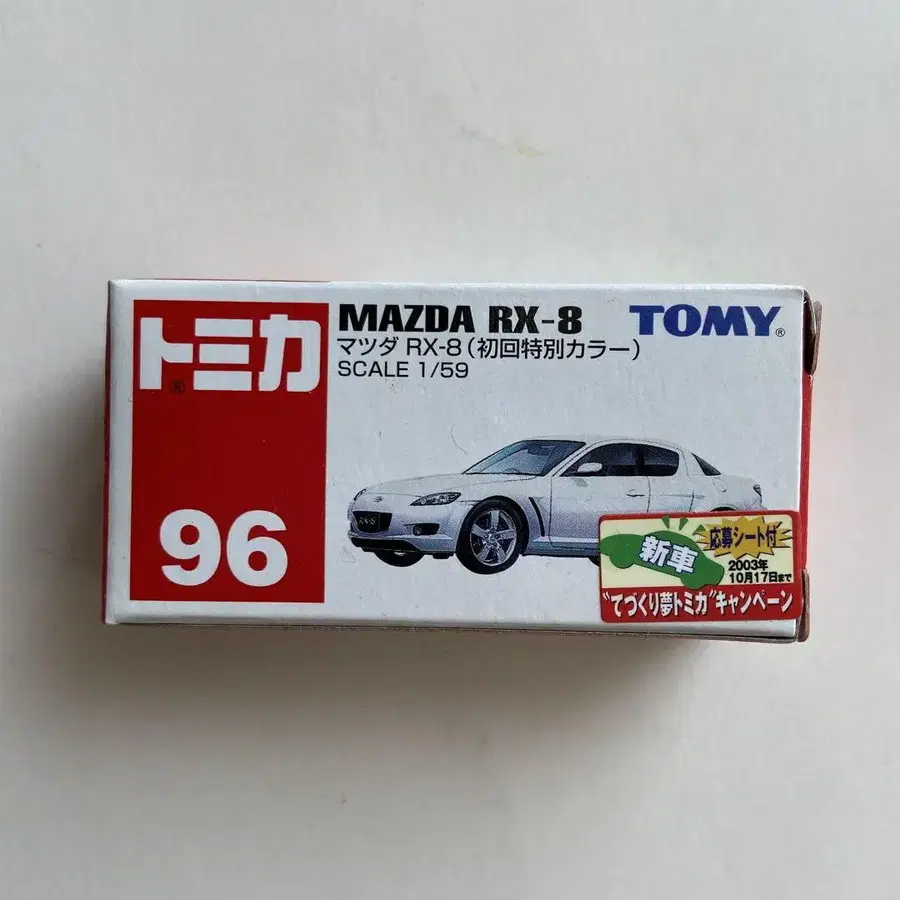 トミカ®
MAZDA RX-8
TOMY®
マツダ RX-8(初回特別カラー)
SCALE 1/59
96
RX-8
新車
応募シート付
2003年
10月17日まで
“てづくり夢トミカ”キャンペーン